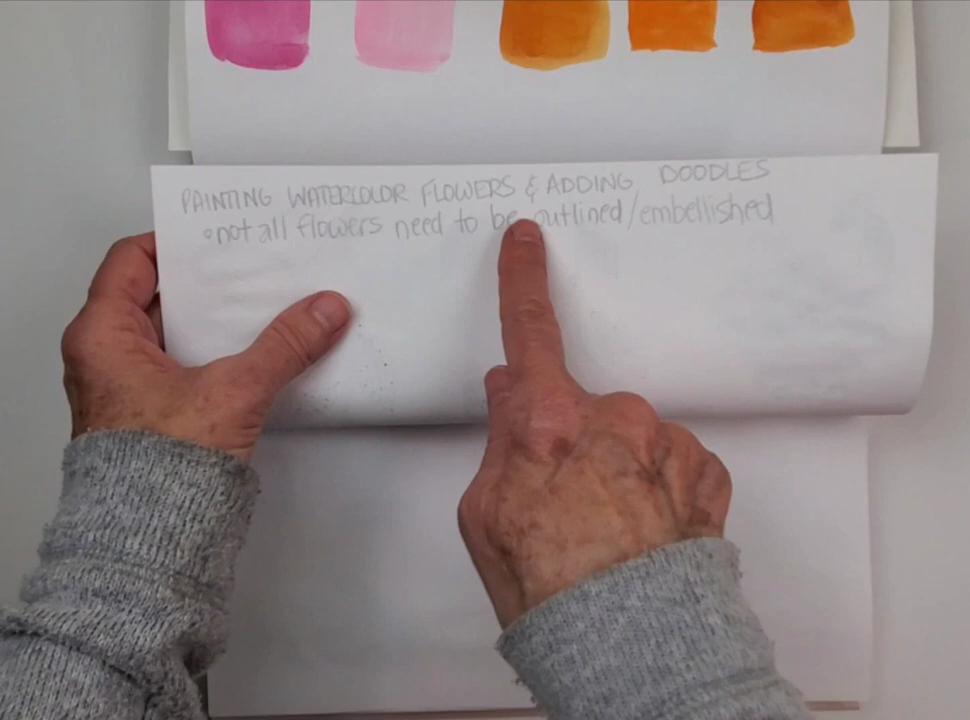 PAINTING WATERCOLOR FLOWERS & ADDING DOODLES
•not all flowers need to be outlined/embellished